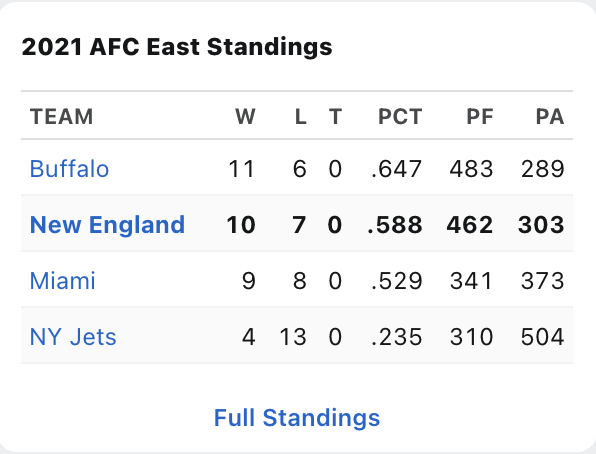 2021 AFC East Standings
TEAM W L T PCT PF PA
Buffalo 11 6 0 .647 483 289
New England 10 7 0 .588 462 303
Miami 9 8 0 .529 341 373
NY Jets 4 13 0 .235 310 504
Full Standings